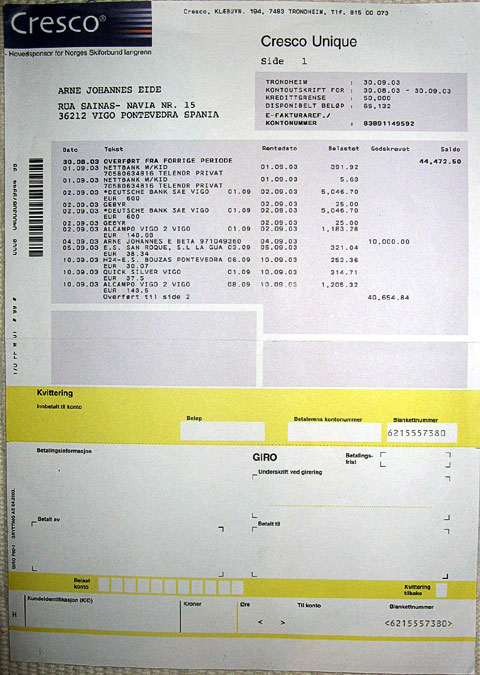 Cresco®
- Hovedsponsor for Norges Skiforbund langrenn
Cresco, KLÆBUVN. 194, 7483 TRONDHEIM, Tlf. 815 00 073
Cresco Unique
Side 1
ARNE JOHANNES EIDE
RUA SAINAS- NAVIA NR. 15
36212 VIGO PONTEVEDRA SPANIA
TRONDHEIM : 30.09.03
KONTOUTSKRIFT FOR : 30.08.03 - 30.09.03
KREDITTGRENSE : 50,000
DISPONIBELT BELØP : 55,132
E-FAKTURAREF./
KONTONUMMER : 83891149592
Dato Tekst Rentedato Belastet Godskrevet Saldo
30.08.03 OVERFØRT FRA FORRIGE PERIODE 44,472.50
01.09.03 NETTBANK M/KID 01.09.03 391.92
70580634816 TELENOR PRIVAT
01.09.03 NETTBANK M/KID 01.09.03 5.63
70580634816 TELENOR PRIVAT
02.09.03 *DEUTSCHE BANK SAE VIGO 01.09 02.09.03 5,046.70
EUR 600
02.09.03 GEBYR 02.09.03 25.00
02.09.03 *DEUTSCHE BANK SAE VIGO 01.09 02.09.03 5,046.70
EUR 600
02.09.03 GEBYR 02.09.03 25.00
02.09.03 ALCAMPO VIGO 2 VIGO 01.09 02.09.03 1,183.28
EUR 140.68
04.09.03 ARNE JOHANNES E BETA 971049360 04.09.03 10,000.00
05.09.03 E.S. SAN ROQUE, S.L LA GUA 03.09 05.09.03 321.04
EUR 38.34
10.09.03 H24-E.S. BOUZAS PONTEVEDRA 06.09 10.09.03 252.36
EUR 30.07
10.09.03 QUICK SILVER VIGO 09.09 10.09.03 314.71
EUR 37.5
10.09.03 ALCAMPO VIGO 2 VIGO 08.09 10.09.03 1,205.32
EUR 143.5
Overført til side 2 40,654.84
Kvittering
Innbetalt til konto
Beløp
Betalerens kontonummer
Blankettnummer
6215557380
Betalingsinformasjon
GIRO
Betalings-
frist
Underskrift ved girering
Betalt av
Betalt til
Belast
konto
Kvittering
tilbake
Kundeidentifikasjon (KID)
Kroner
Øre
Til konto
Blankettnummer
H < > <6215557380>